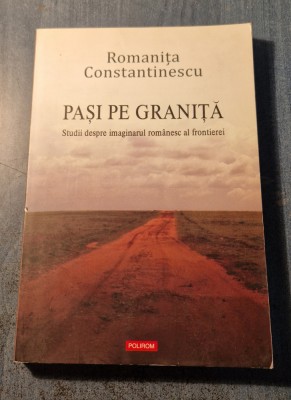 Romanița
Constantinescu
PAȘI PE GRANIȚĂ
Studii despre imaginarul românesc al frontierei
POLIROM